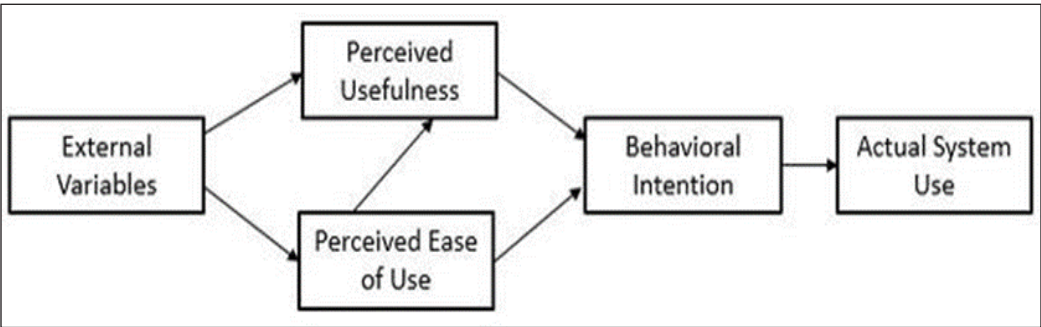 Perceived
Usefulness
External
Variables
Behavioral
Intention
Actual System
Use
Perceived Ease
of Use